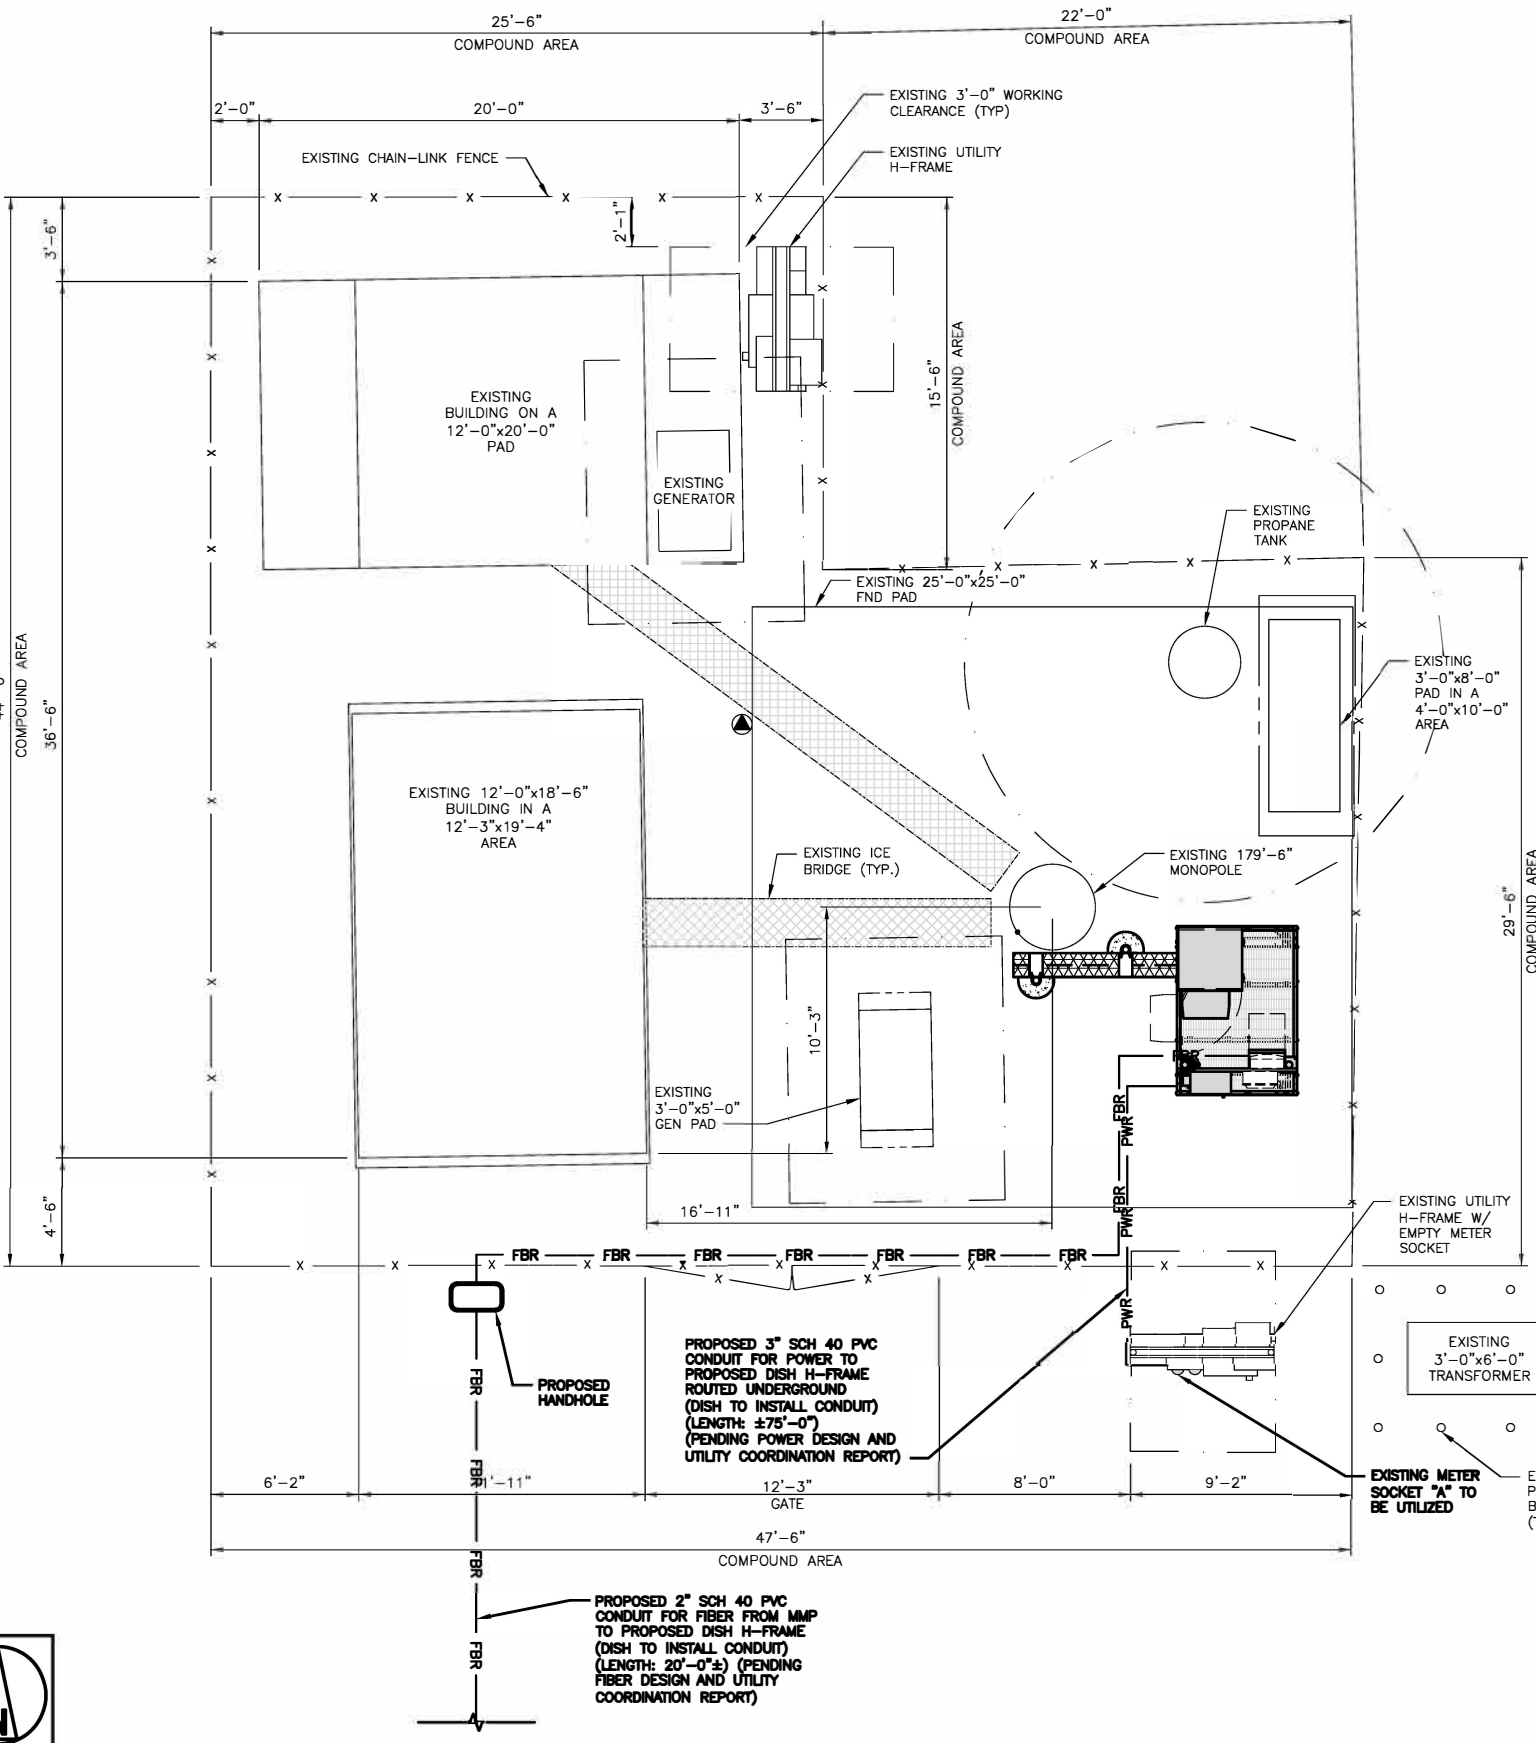 25'-6"
COMPOUND AREA
22'-0"
COMPOUND AREA
2'-0"
20'-0"
3'-6"
EXISTING 3'-0" WORKING
CLEARANCE (TYP)
EXISTING CHAIN-LINK FENCE
EXISTING UTILITY
H-FRAME
3'-6"
2'-1"
15'-6"
COMPOUND AREA
EXISTING
BUILDING ON A
12'-0"x20'-0"
PAD
EXISTING
GENERATOR
EXISTING
PROPANE
TANK
EXISTING 25'-0"x25'-0"
FND PAD
COMPOUND AREA
36'-6"
EXISTING
3'-0"x8'-0"
PAD IN A
4'-0"x10'-0"
AREA
EXISTING 12'-0"x18'-6"
BUILDING IN A
12'-3"x19'-4"
AREA
EXISTING ICE
BRIDGE (TYP.)
EXISTING 179'-6"
MONOPOLE
29'-6"
COMPOUND AREA
10'-3"
FBR
EXISTING
3'-0"x5'-0"
GEN PAD
FBR
PWR
FBR
PWR
4'-6"
16'-11"
EXISTING UTILITY
H-FRAME W/
EMPTY METER
SOCKET
FBR FBR FBR FBR FBR FBR FBR
PWR
PROPOSED
HANDHOLE
FBR
PROPOSED 3" SCH 40 PVC
CONDUIT FOR POWER TO
PROPOSED DISH H-FRAME
ROUTED UNDERGROUND
(DISH TO INSTALL CONDUIT)
(LENGTH: ±75'-0")
(PENDING POWER DESIGN AND
UTILITY COORDINATION REPORT)
EXISTING
3'-0"x6'-0"
TRANSFORMER
6'-2"
FBR
12'-3"
GATE
8'-0"
9'-2"
EXISTING METER
SOCKET "A" TO
BE UTILIZED
47'-6"
COMPOUND AREA
FBR
PROPOSED 2" SCH 40 PVC
CONDUIT FOR FIBER FROM MMP
TO PROPOSED DISH H-FRAME
(DISH TO INSTALL CONDUIT)
(LENGTH: 20'-0"±) (PENDING
FIBER DESIGN AND UTILITY
COORDINATION REPORT)
FBR